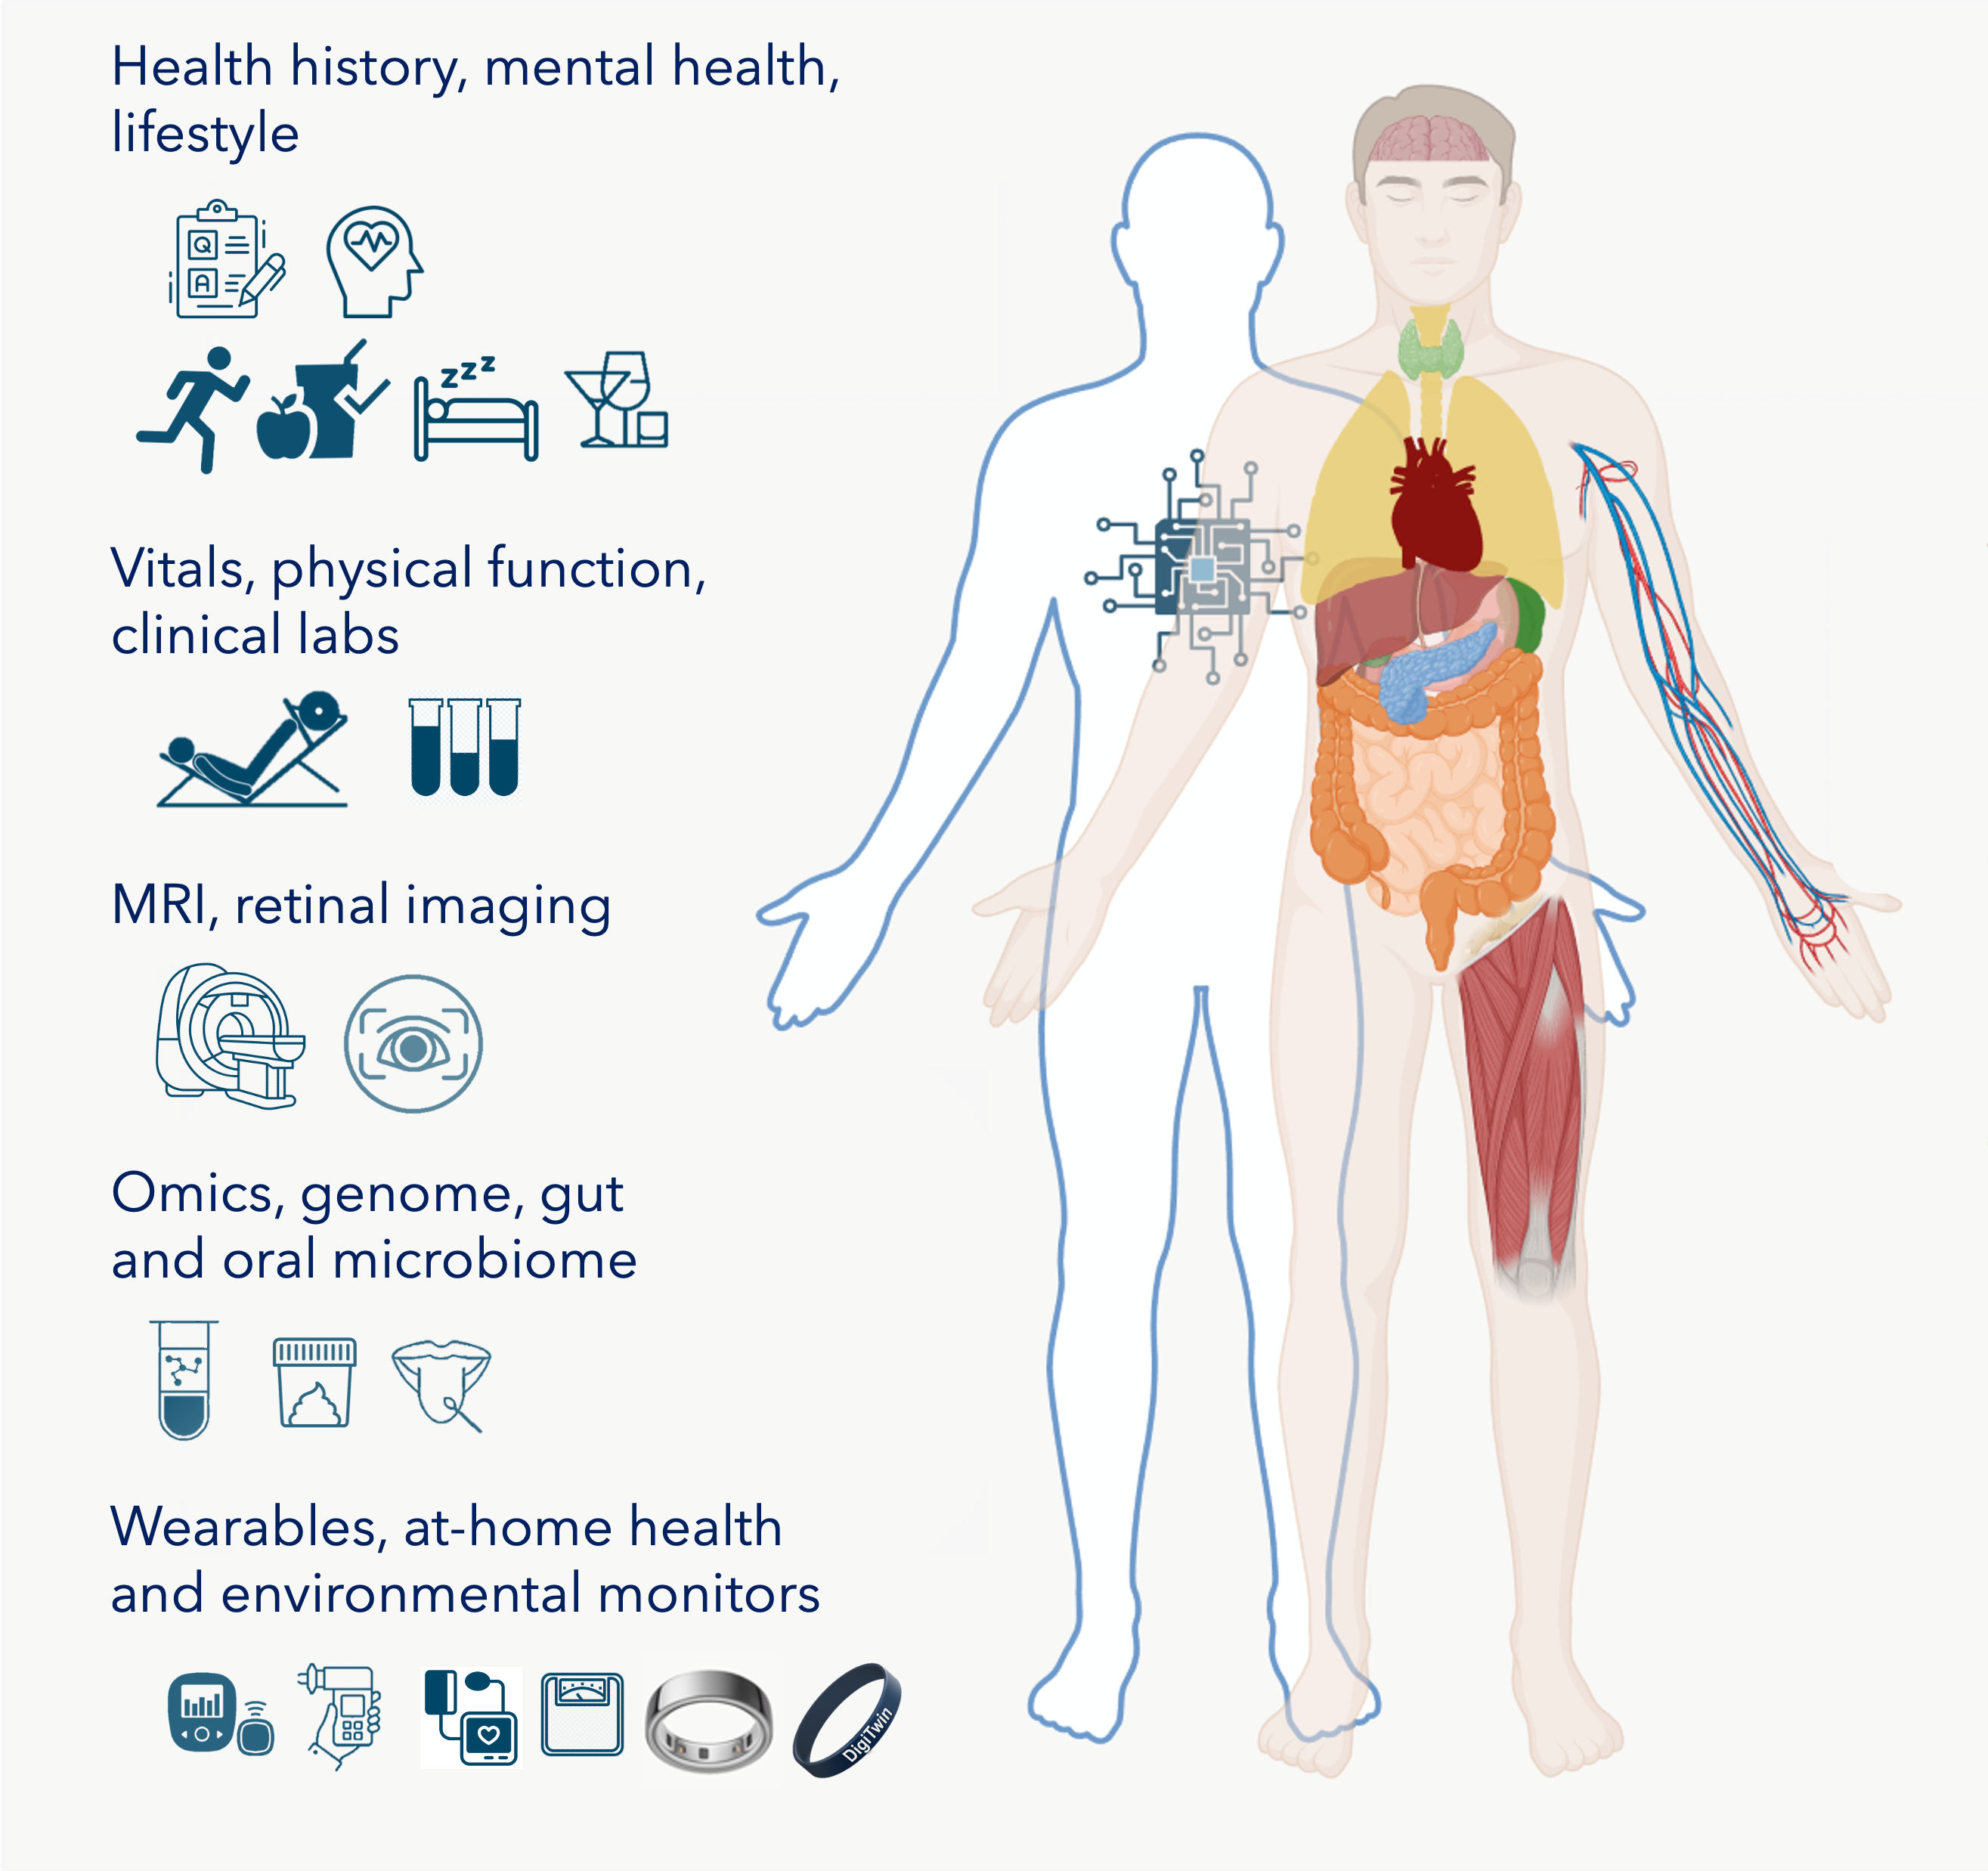 Health history, mental health,
lifestyle
Q
A
zzz
Vitals, physical function,
clinical labs
MRI, retinal imaging
Omics, genome, gut
and oral microbiome
Wearables, at-home health
and environmental monitors
DigiTwin